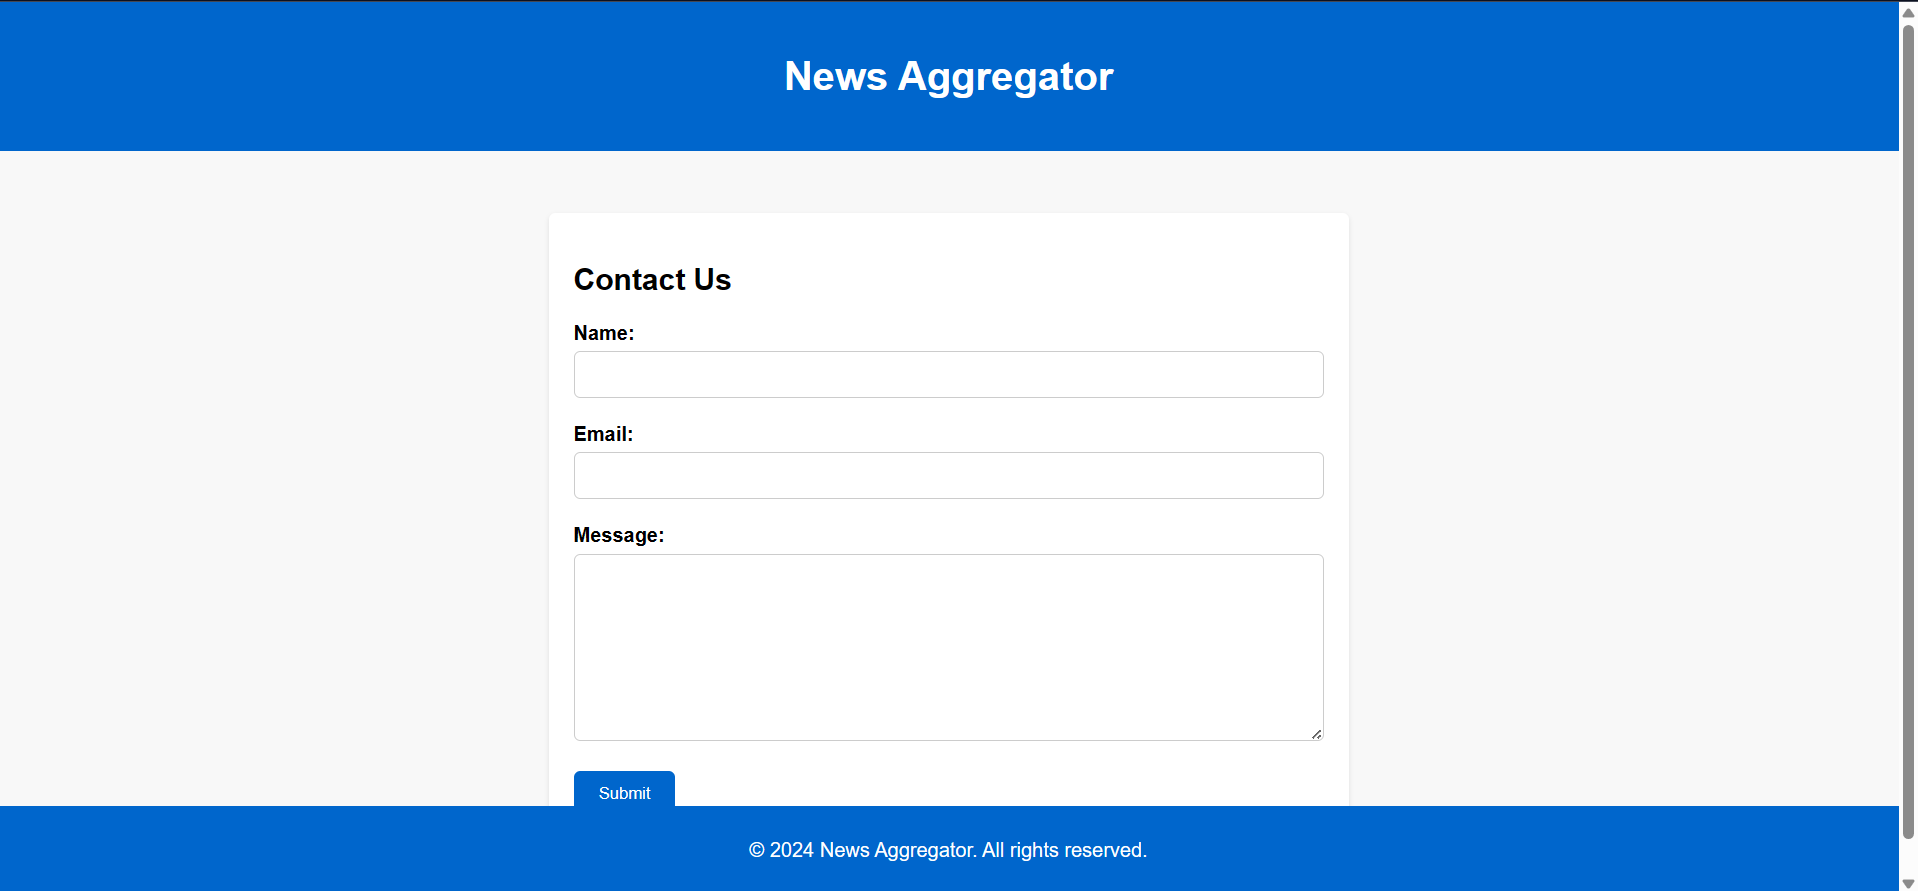 News Aggregator
Contact Us
Name:
Email:
Message:
Submit
© 2024 News Aggregator. All rights reserved.